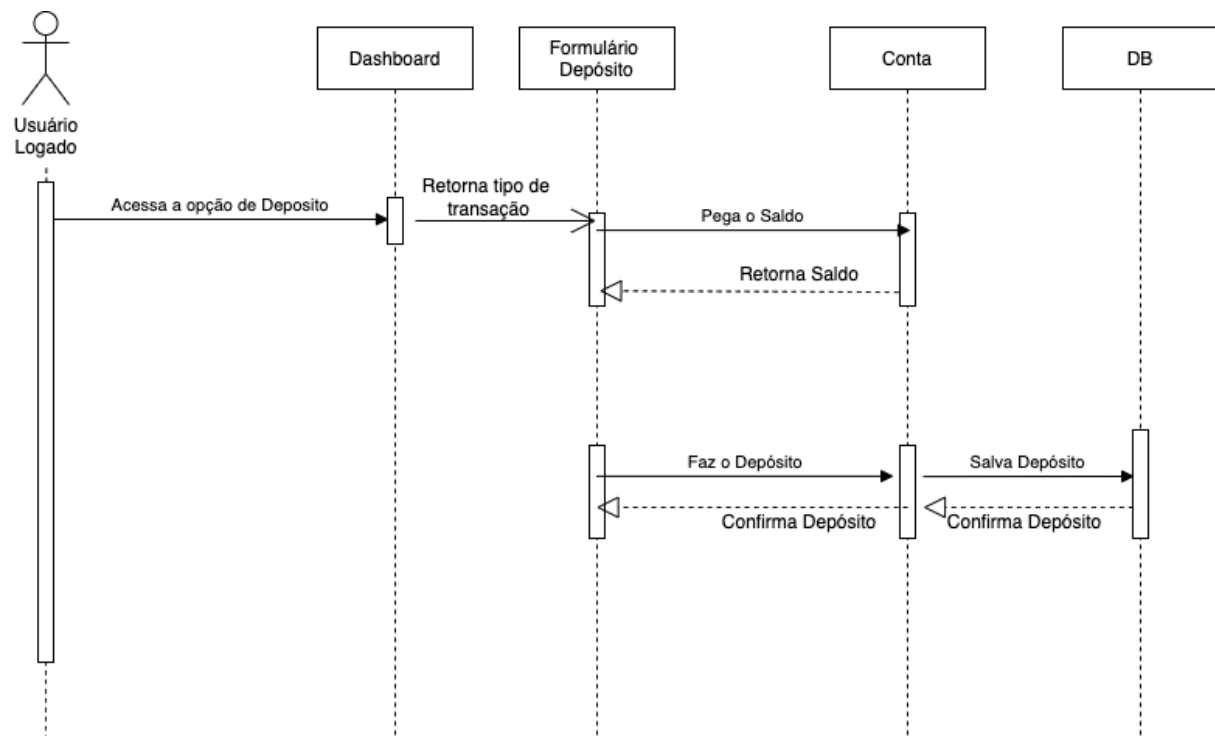 Dashboard
Formulário
Depósito
Conta
DB
Usuário
Logado
Acessa a opção de Deposito
Retorna tipo de
transação
Pega o Saldo
Retorna Saldo
Faz o Depósito
Salva Depósito
Confirma Depósito
Confirma Depósito